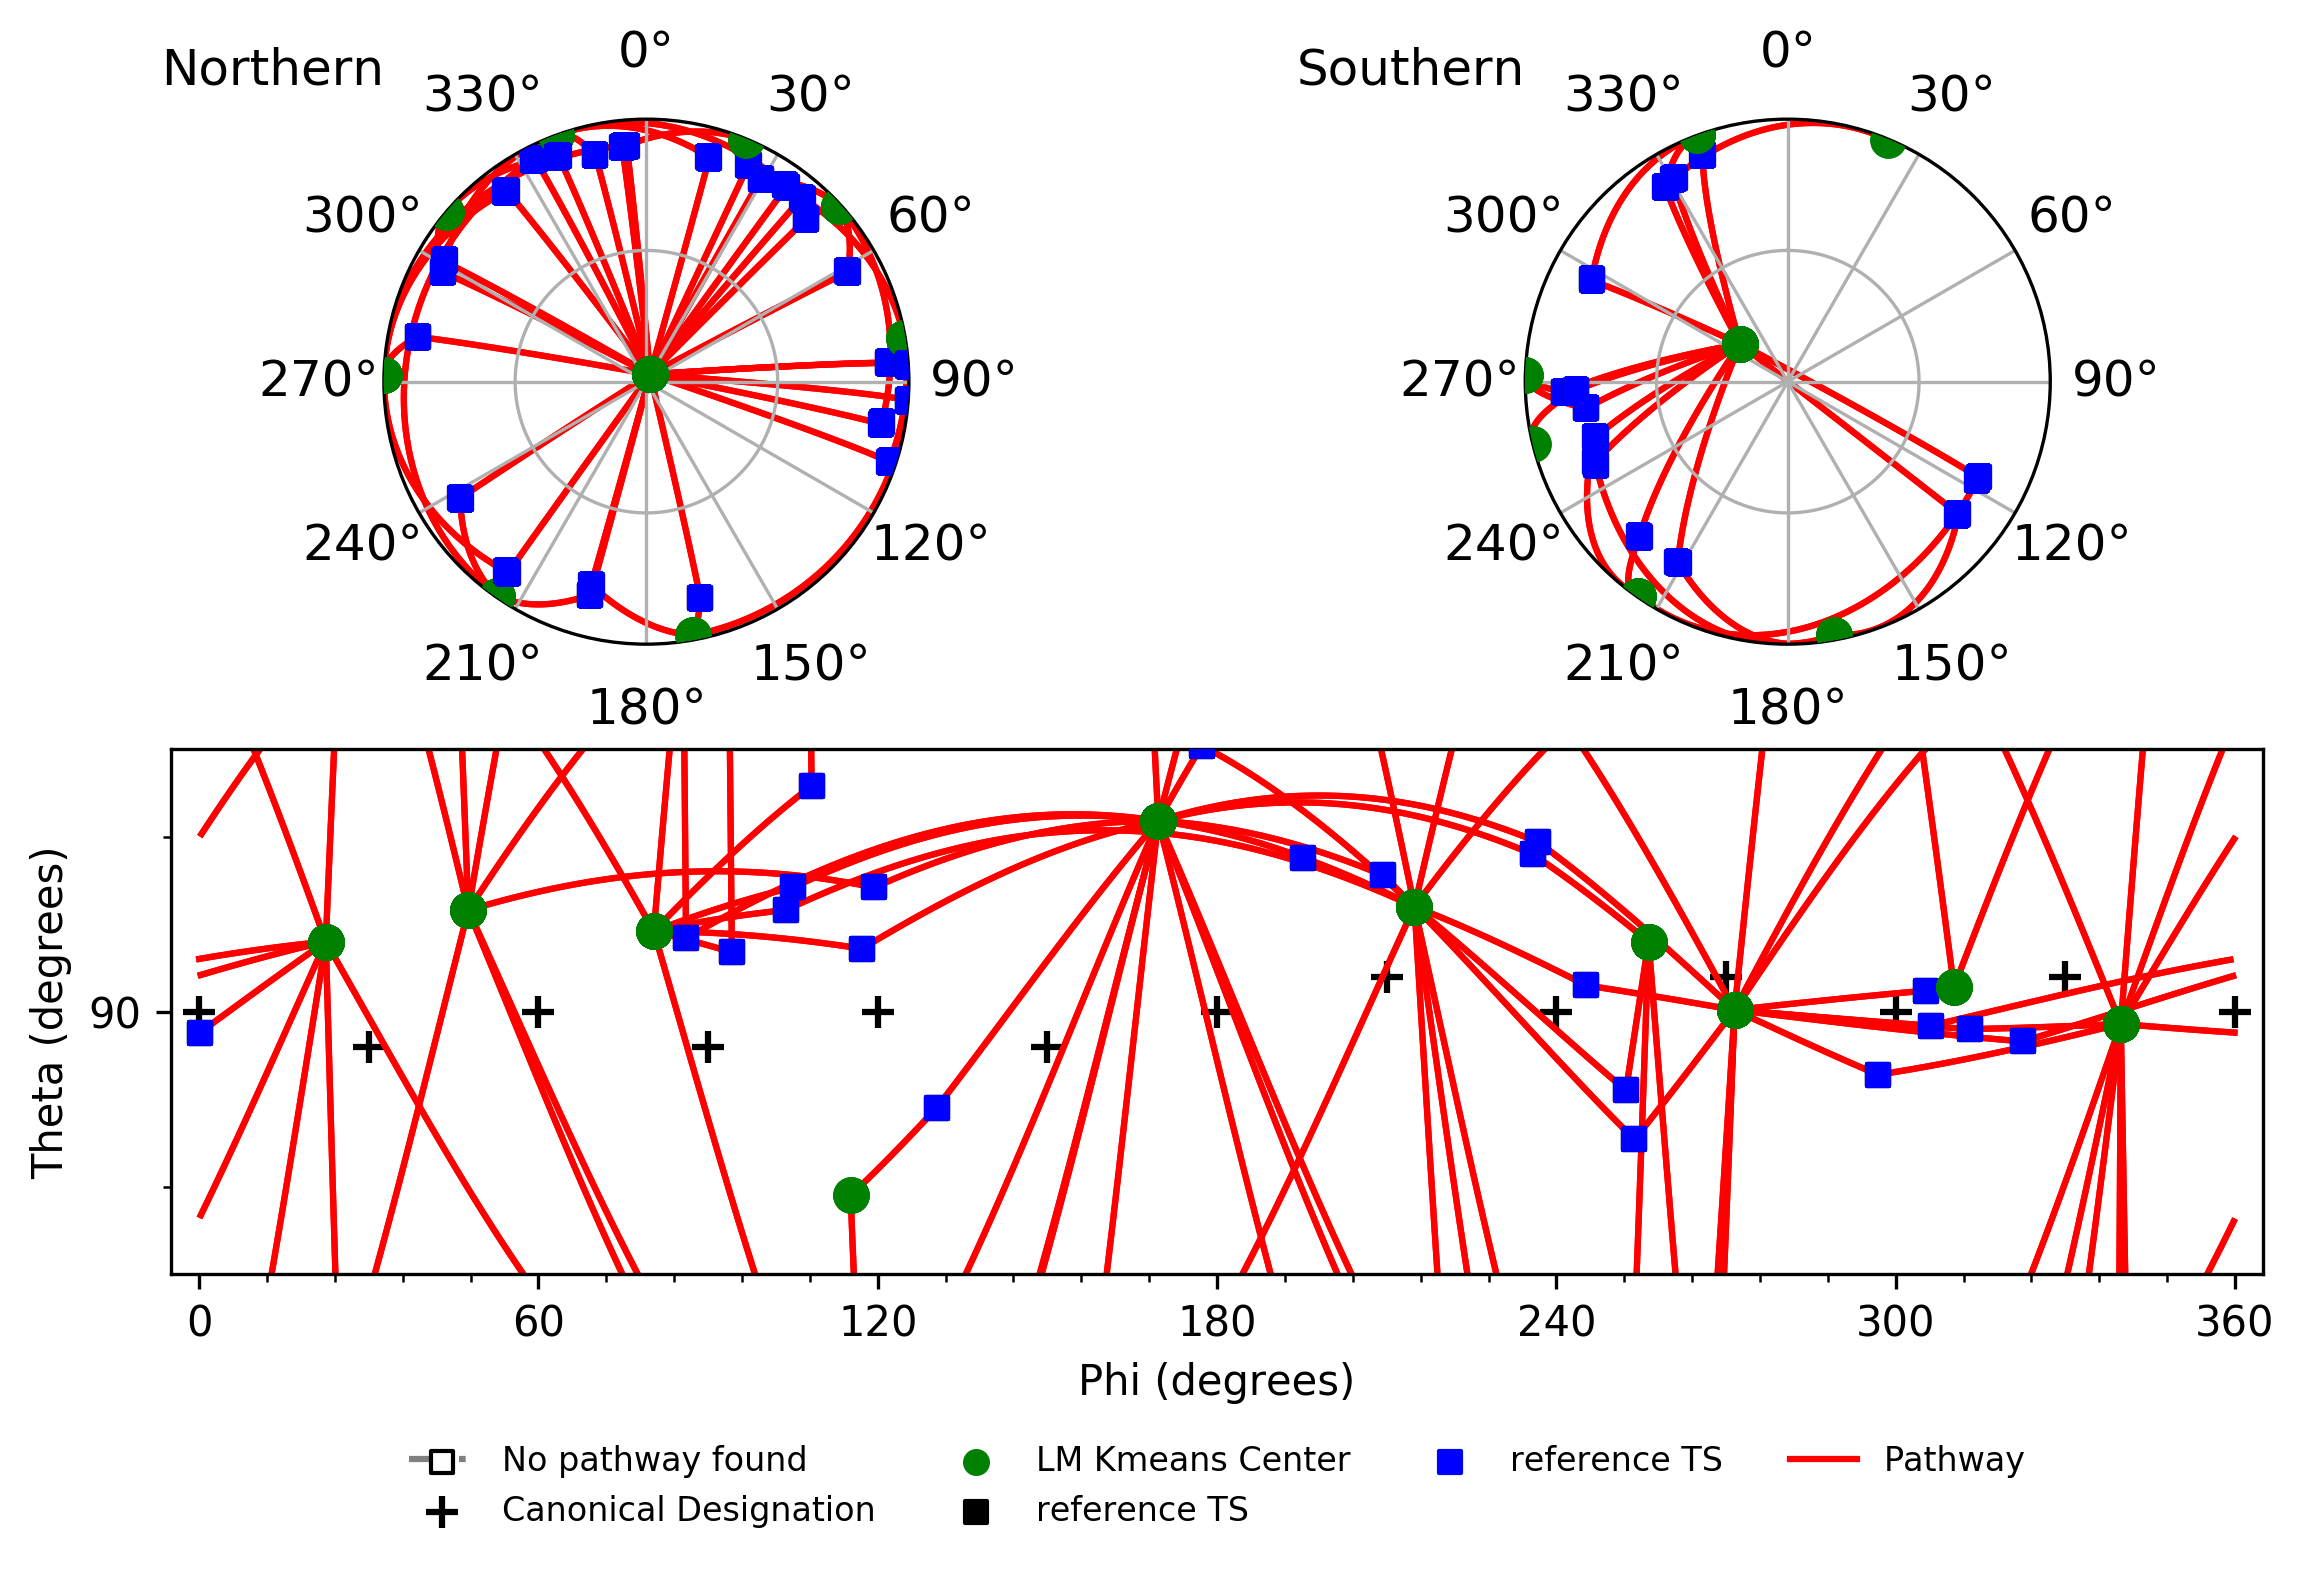 Northern
0°
30°
60°
90°
120°
150°
180°
210°
240°
270°
300°
330°
Southern
0°
30°
60°
90°
120°
150°
180°
210°
240°
270°
300°
330°
Theta (degrees)
90
0 60 120 180 240 300 360
Phi (degrees)
No pathway found
Canonical Designation
LM Kmeans Center
reference TS
reference TS
Pathway